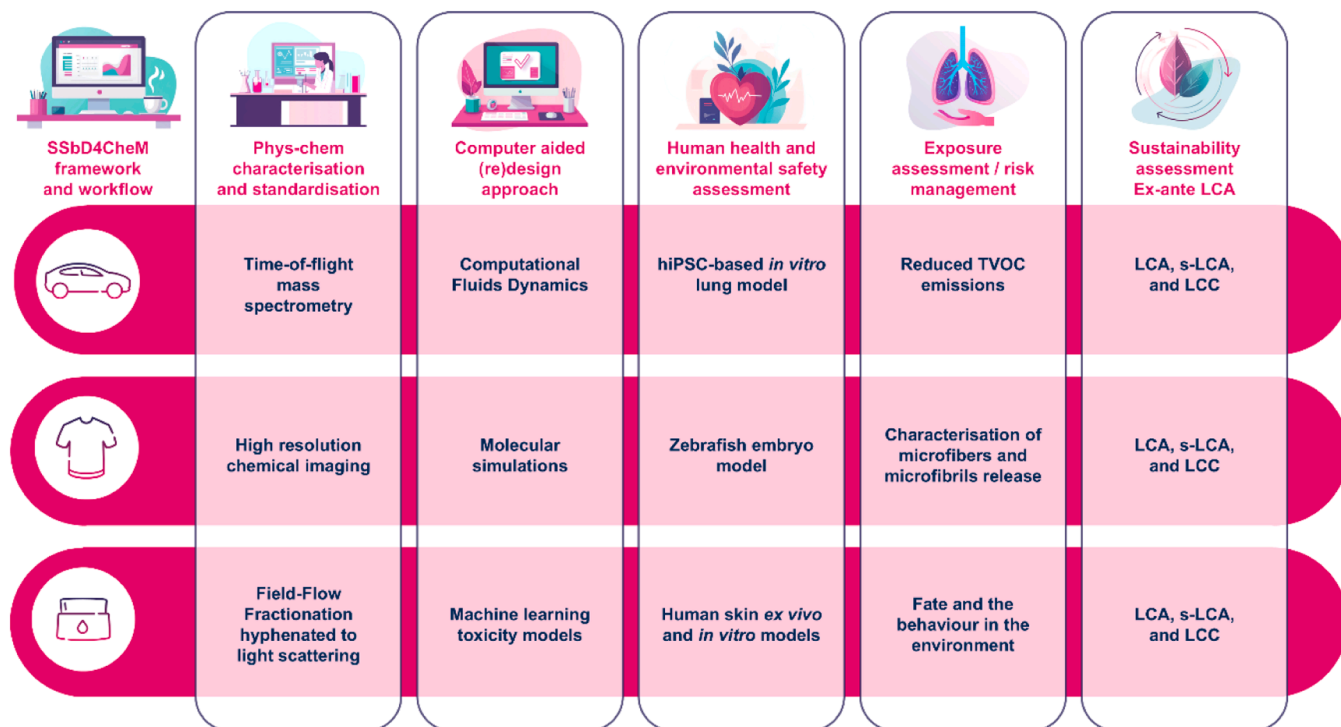 SSbD4CheM
framework
and workflow
Phys-chem
characterisation
and standardisation
Computer aided
(re)design
approach
Human health and
environmental safety
assessment
Exposure
assessment / risk
management
Sustainability
assessment
Ex-ante LCA
Time-of-flight
mass
spectrometry
Computational
Fluids Dynamics
hiPSC-based in vitro
lung model
Reduced TVOC
emissions
LCA, s-LCA,
and LCC
High resolution
chemical imaging
Molecular
simulations
Zebrafish embryo
model
Characterisation of
microfibers and
microfibrils release
LCA, s-LCA,
and LCC
Field-Flow
Fractionation
hyphenated to
light scattering
Machine learning
toxicity models
Human skin ex vivo
and in vitro models
Fate and the
behaviour in the
environment
LCA, s-LCA,
and LCC